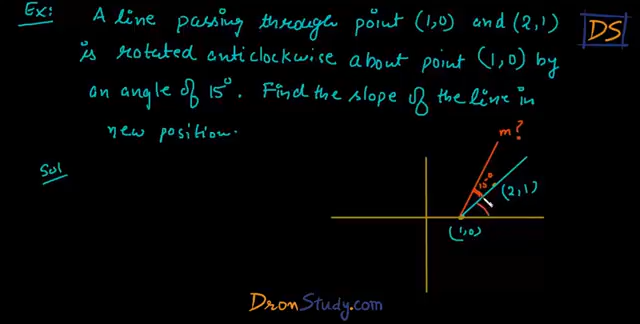 Ex: A line passing through point (1,0) and (2,1)
DS
is rotated anticlockwise about point (1,0) by
an angle of 15°. Find the slope of the line in
new position.
m?
Sol
15°
(2,1)
(1,0)
DronStudy.com